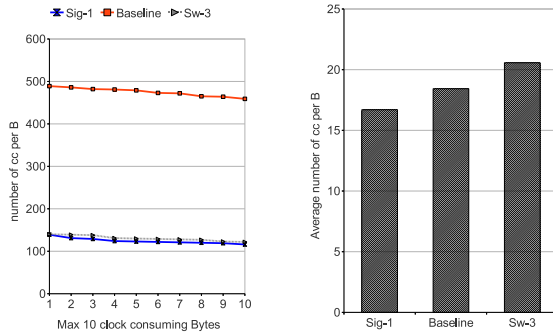 Sig-1 Baseline Sw-3
600
500
400
300
200
100
0
number of cc per B
1 2 3 4 5 6 7 8 9 10
Max 10 clock consuming Bytes
25
20
15
10
5
0
Average number of cc per B
Sig-1 Baseline Sw-3